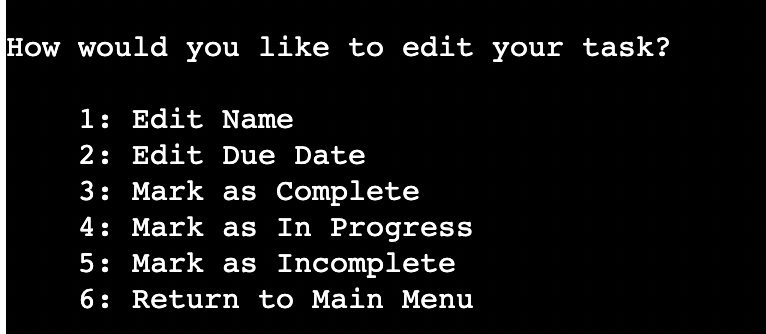 How would you like to edit your task?
1: Edit Name
2: Edit Due Date
3: Mark as Complete
4: Mark as In Progress
5: Mark as Incomplete
6: Return to Main Menu